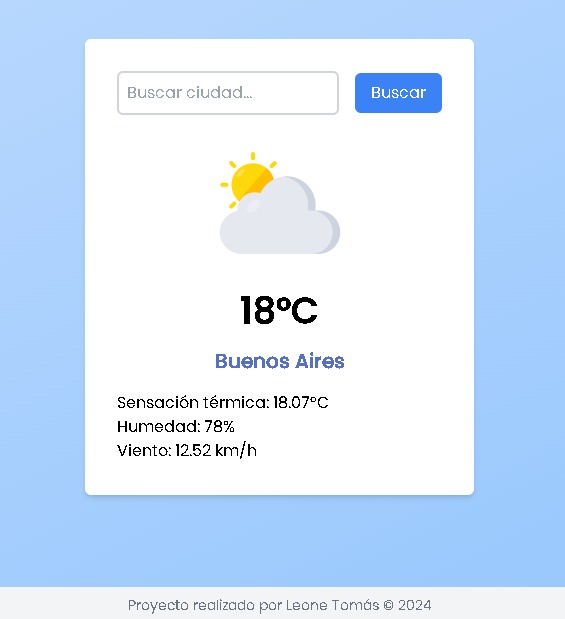 Buscar ciudad...
Buscar
18°C
Buenos Aires
Sensación térmica: 18.07°C
Humedad: 78%
Viento: 12.52 km/h
Proyecto realizado por Leone Tomás © 2024